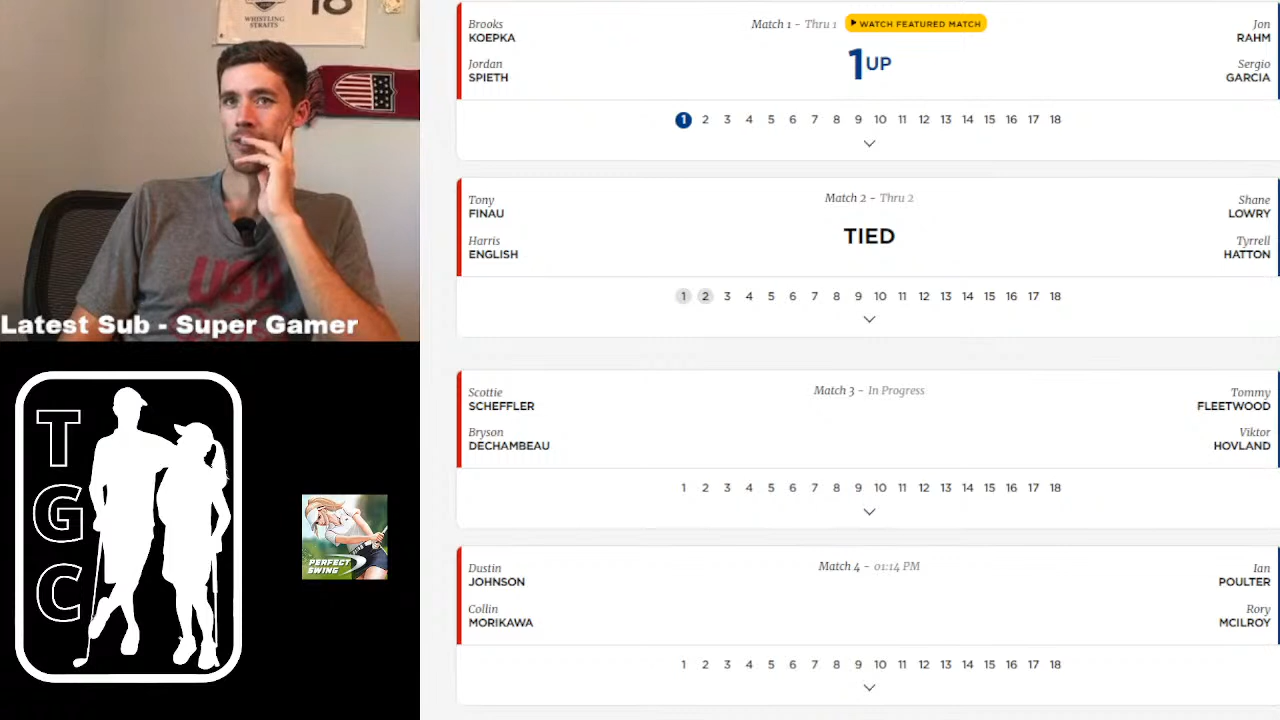 18
WHISTLING
STRAITS
USA
Latest Sub - Super Gamer
T
G
C
PERFECT
SWING
Brooks
KOEPKA
Jordan
SPIETH
Match 1 - Thru 1
WATCH FEATURED MATCH
1 UP
Jon
RAHM
Sergio
GARCIA
1 2 3 4 5 6 7 8 9 10 11 12 13 14 15 16 17 18
Tony
FINAU
Harris
ENGLISH
Match 2 - Thru 2
TIED
Shane
LOWRY
Tyrrell
HATTON
1 2 3 4 5 6 7 8 9 10 11 12 13 14 15 16 17 18
Scottie
SCHEFFLER
Bryson
DECHAMBEAU
Match 3 - In Progress
Tommy
FLEETWOOD
Viktor
HOVLAND
1 2 3 4 5 6 7 8 9 10 11 12 13 14 15 16 17 18
Dustin
JOHNSON
Collin
MORIKAWA
Match 4 - 01:14 PM
Ian
POULTER
Rory
MCILROY
1 2 3 4 5 6 7 8 9 10 11 12 13 14 15 16 17 18